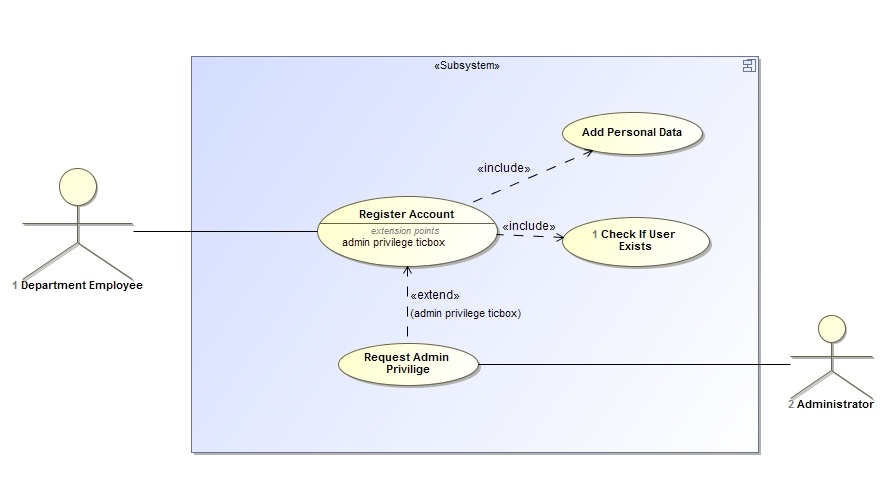 «Subsystem»
Add Personal Data
«include»
Register Account
extension points
admin privilege ticbox
«include»
1 Check If User
Exists
1 Department Employee
«extend»
(admin privilege ticbox)
Request Admin
Privilige
2 Administrator